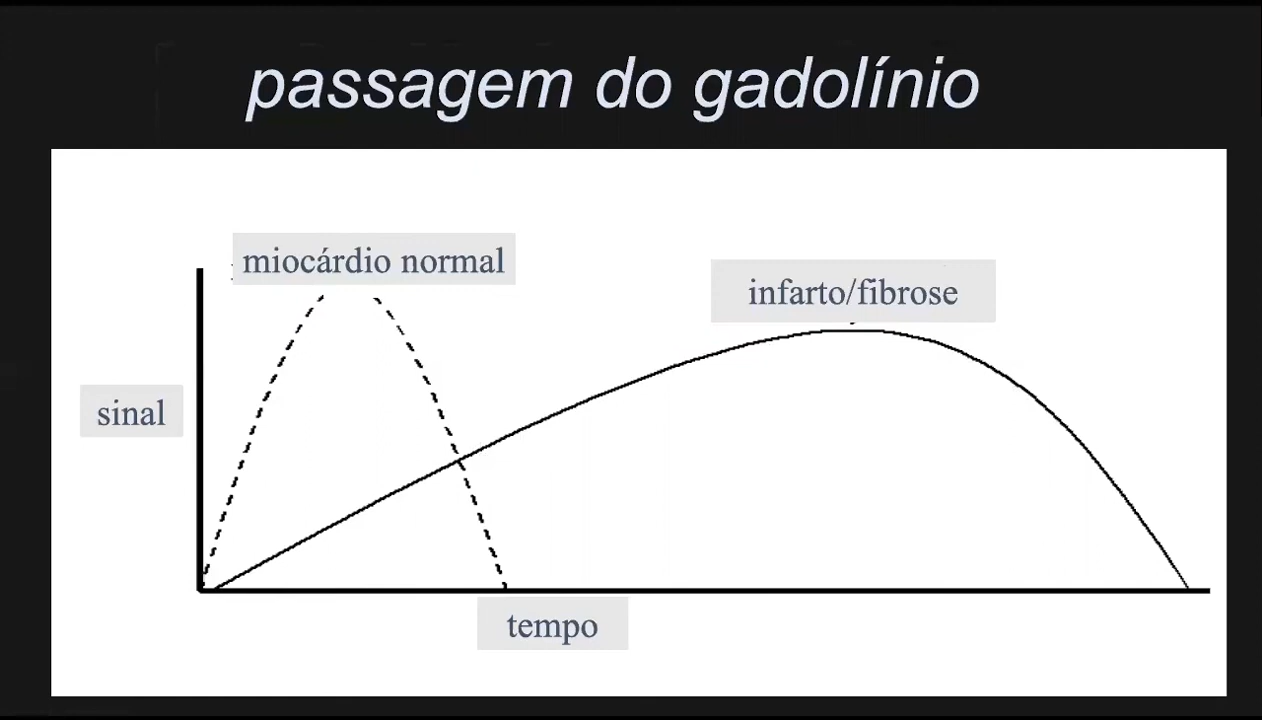 passagem do gadolínio
miocárdio normal
infarto/fibrose
sinal
tempo